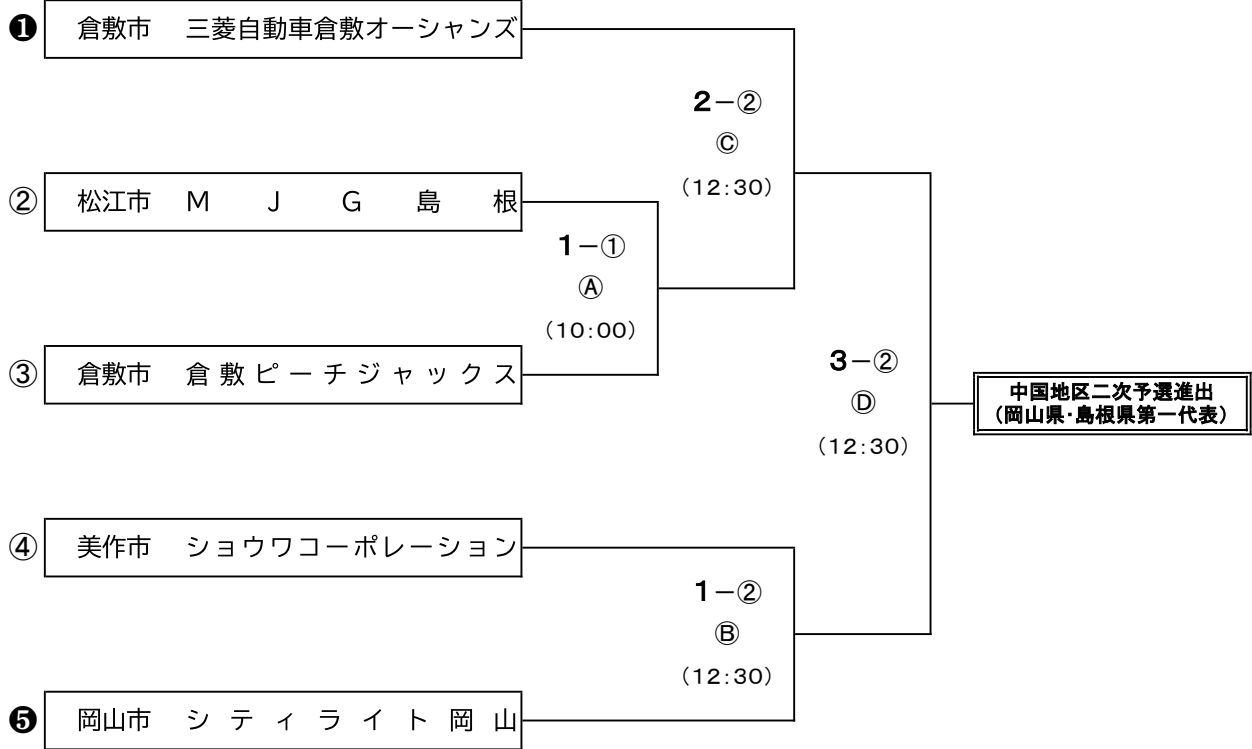 ❶ 倉敷市 三菱自動車倉敷オーシャンズ
2－②
Ⓒ
（12：30）
② 松江市 Ｍ Ｊ Ｇ 島 根
1－①
Ⓐ
（10：00）
③ 倉敷市 倉敷ピーチジャックス
3－②
Ⓓ
（12：30）
中国地区二次予選進出
（岡山県･島根県第一代表）
④ 美作市 ショウワコーポレーション
1－②
Ⓑ
（12：30）
❺ 岡山市 シティライト岡山